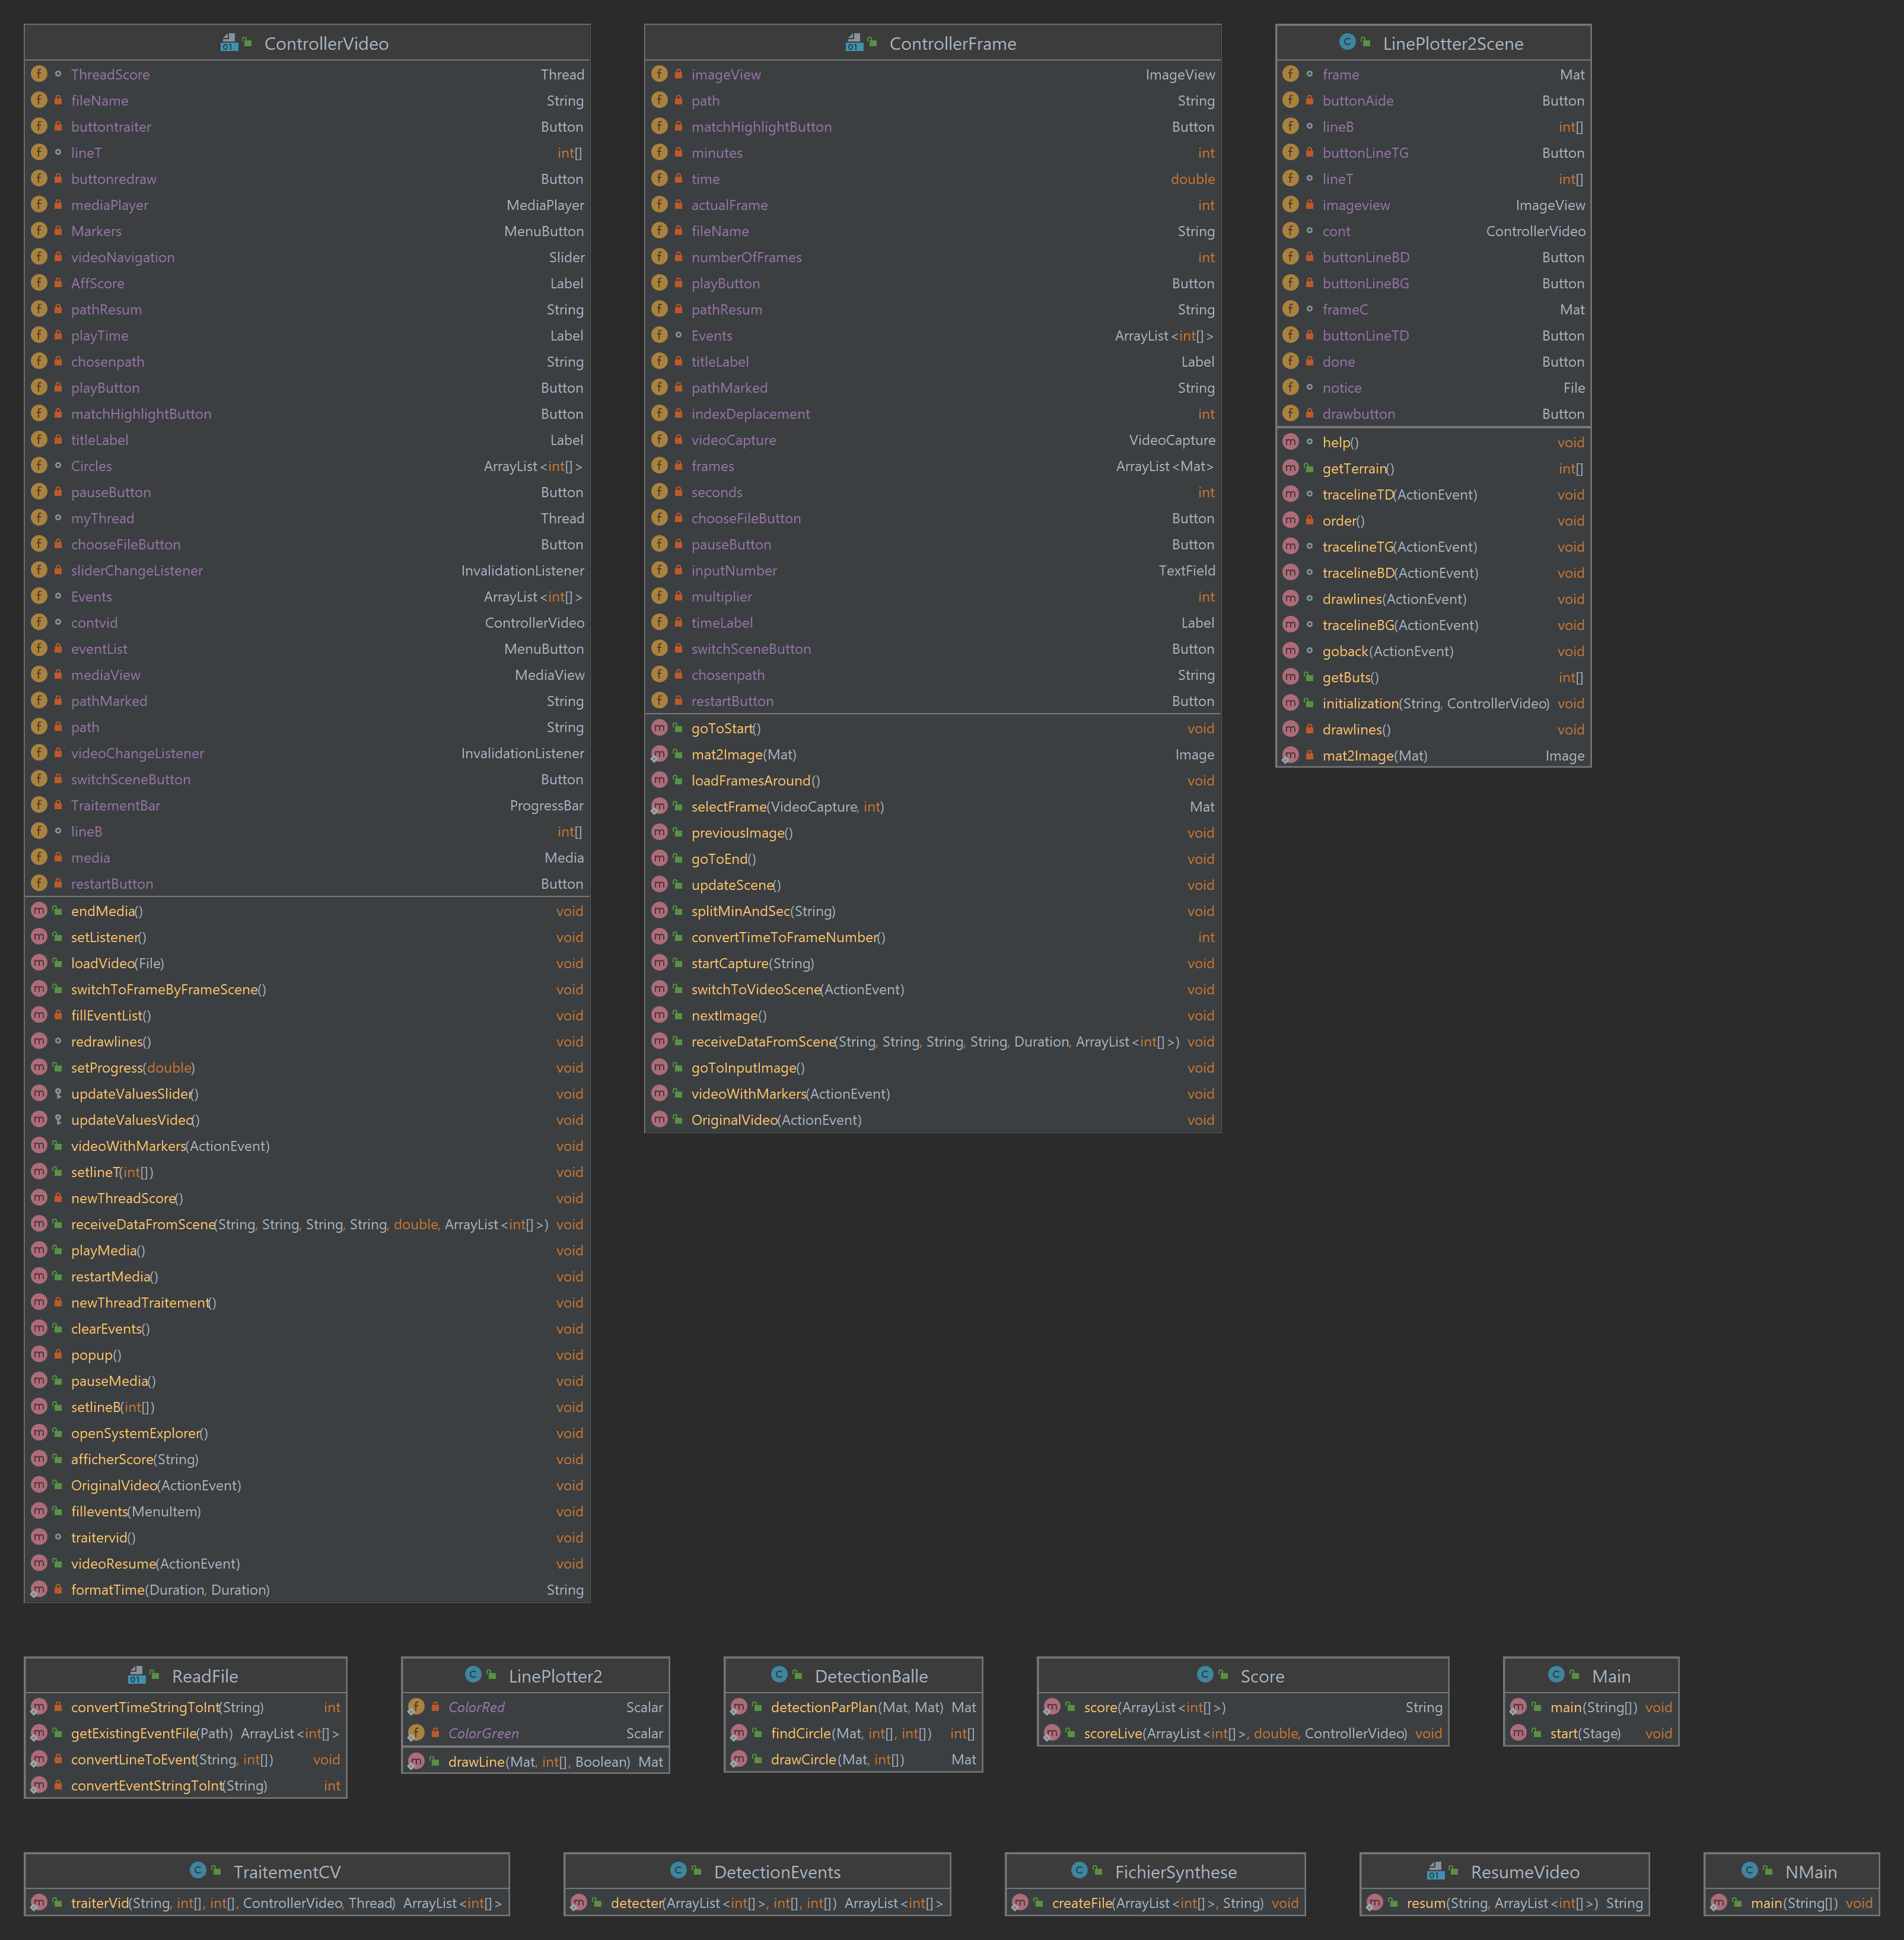 ControllerVideo
ThreadScore Thread
fileName String
buttontraiter Button
lineT int[]
buttonredraw Button
mediaPlayer MediaPlayer
Markers MenuButton
videoNavigation Slider
AffScore Label
pathResum String
playTime Label
chosenpath String
playButton Button
matchHighlightButton Button
titleLabel Label
Circles ArrayList<int[]>
pauseButton Button
myThread Thread
chooseFileButton Button
sliderChangeListener InvalidationListener
Events ArrayList<int[]>
contvid ControllerVideo
eventList MenuButton
mediaView MediaView
pathMarked String
path String
videoChangeListener InvalidationListener
switchSceneButton Button
TraitementBar ProgressBar
lineB int[]
media Media
restartButton Button
endMedia() void
setListener() void
loadVideo(File) void
switchToFrameByFrameScene() void
fillEventList() void
redrawlines() void
setProgress(double) void
updateValuesSlider() void
updateValuesVideo() void
videoWithMarkers(ActionEvent) void
setlineT(int[]) void
newThreadScore() void
receiveDataFromScene(String, String, String, String, double, ArrayList<int[]>) void
playMedia() void
restartMedia() void
newThreadTraitement() void
clearEvents() void
popup() void
pauseMedia() void
setlineB(int[]) void
openSystemExplorer() void
afficherScore(String) void
OriginalVideo(ActionEvent) void
fillevents(MenuItem) void
traitervid() void
videoResume(ActionEvent) void
formatTime(Duration, Duration) String
ControllerFrame
imageView ImageView
path String
matchHighlightButton Button
minutes int
time double
actualFrame int
fileName String
numberOfFrames int
playButton Button
pathResum String
Events ArrayList<int[]>
titleLabel Label
pathMarked String
indexDeplacement int
videoCapture VideoCapture
frames ArrayList<Mat>
seconds int
chooseFileButton Button
pauseButton Button
inputNumber TextField
multiplier int
timeLabel Label
switchSceneButton Button
chosenpath String
restartButton Button
goToStart() void
mat2Image(Mat) Image
loadFramesAround() void
selectFrame(VideoCapture, int) Mat
previousImage() void
goToEnd() void
updateScene() void
splitMinAndSec(String) void
convertTimeToFrameNumber() int
startCapture(String) void
switchToVideoScene(ActionEvent) void
nextImage() void
receiveDataFromScene(String, String, String, String, Duration, ArrayList<int[]>) void
goToInputImage() void
videoWithMarkers(ActionEvent) void
OriginalVideo(ActionEvent) void
LinePlotter2Scene
frame Mat
buttonAide Button
lineB int[]
buttonLineTG Button
lineT int[]
imageview ImageView
cont ControllerVideo
buttonLineBD Button
buttonLineBG Button
frameC Mat
buttonLineTD Button
done Button
notice File
drawbutton Button
help() void
getTerrain() int[]
tracelineTD(ActionEvent) void
order() void
tracelineTG(ActionEvent) void
tracelineBD(ActionEvent) void
drawlines(ActionEvent) void
tracelineBG(ActionEvent) void
goback(ActionEvent) void
getButs() int[]
initialization(String, ControllerVideo) void
drawlines() void
mat2Image(Mat) Image
ReadFile
convertTimeStringToInt(String) int
getExistingEventFile(Path) ArrayList<int[]>
convertLineToEvent(String, int[]) void
convertEventStringToInt(String) int
LinePlotter2
ColorRed Scalar
ColorGreen Scalar
drawLine(Mat, int[], Boolean) Mat
DetectionBalle
detectionParPlan(Mat, Mat) Mat
findCircle(Mat, int[], int[]) int[]
drawCircle(Mat, int[]) Mat
Score
score(ArrayList<int[]>) String
scoreLive(ArrayList<int[]>, double, ControllerVideo) void
Main
main(String[]) void
start(Stage) void
TraitementCV
traiterVid(String, int[], int[], ControllerVideo, Thread) ArrayList<int[]>
DetectionEvents
detecter(ArrayList<int[]>, int[], int[]) ArrayList<int[]>
FichierSynthese
createFile(ArrayList<int[]>, String) void
ResumeVideo
resum(String, ArrayList<int[]>) String
NMain
main(String[]) void